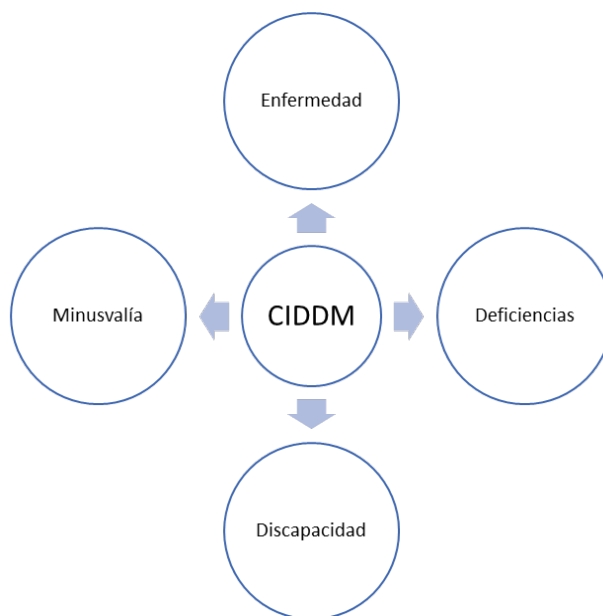 Enfermedad
Minusvalía
CIDDM
Deficiencias
Discapacidad